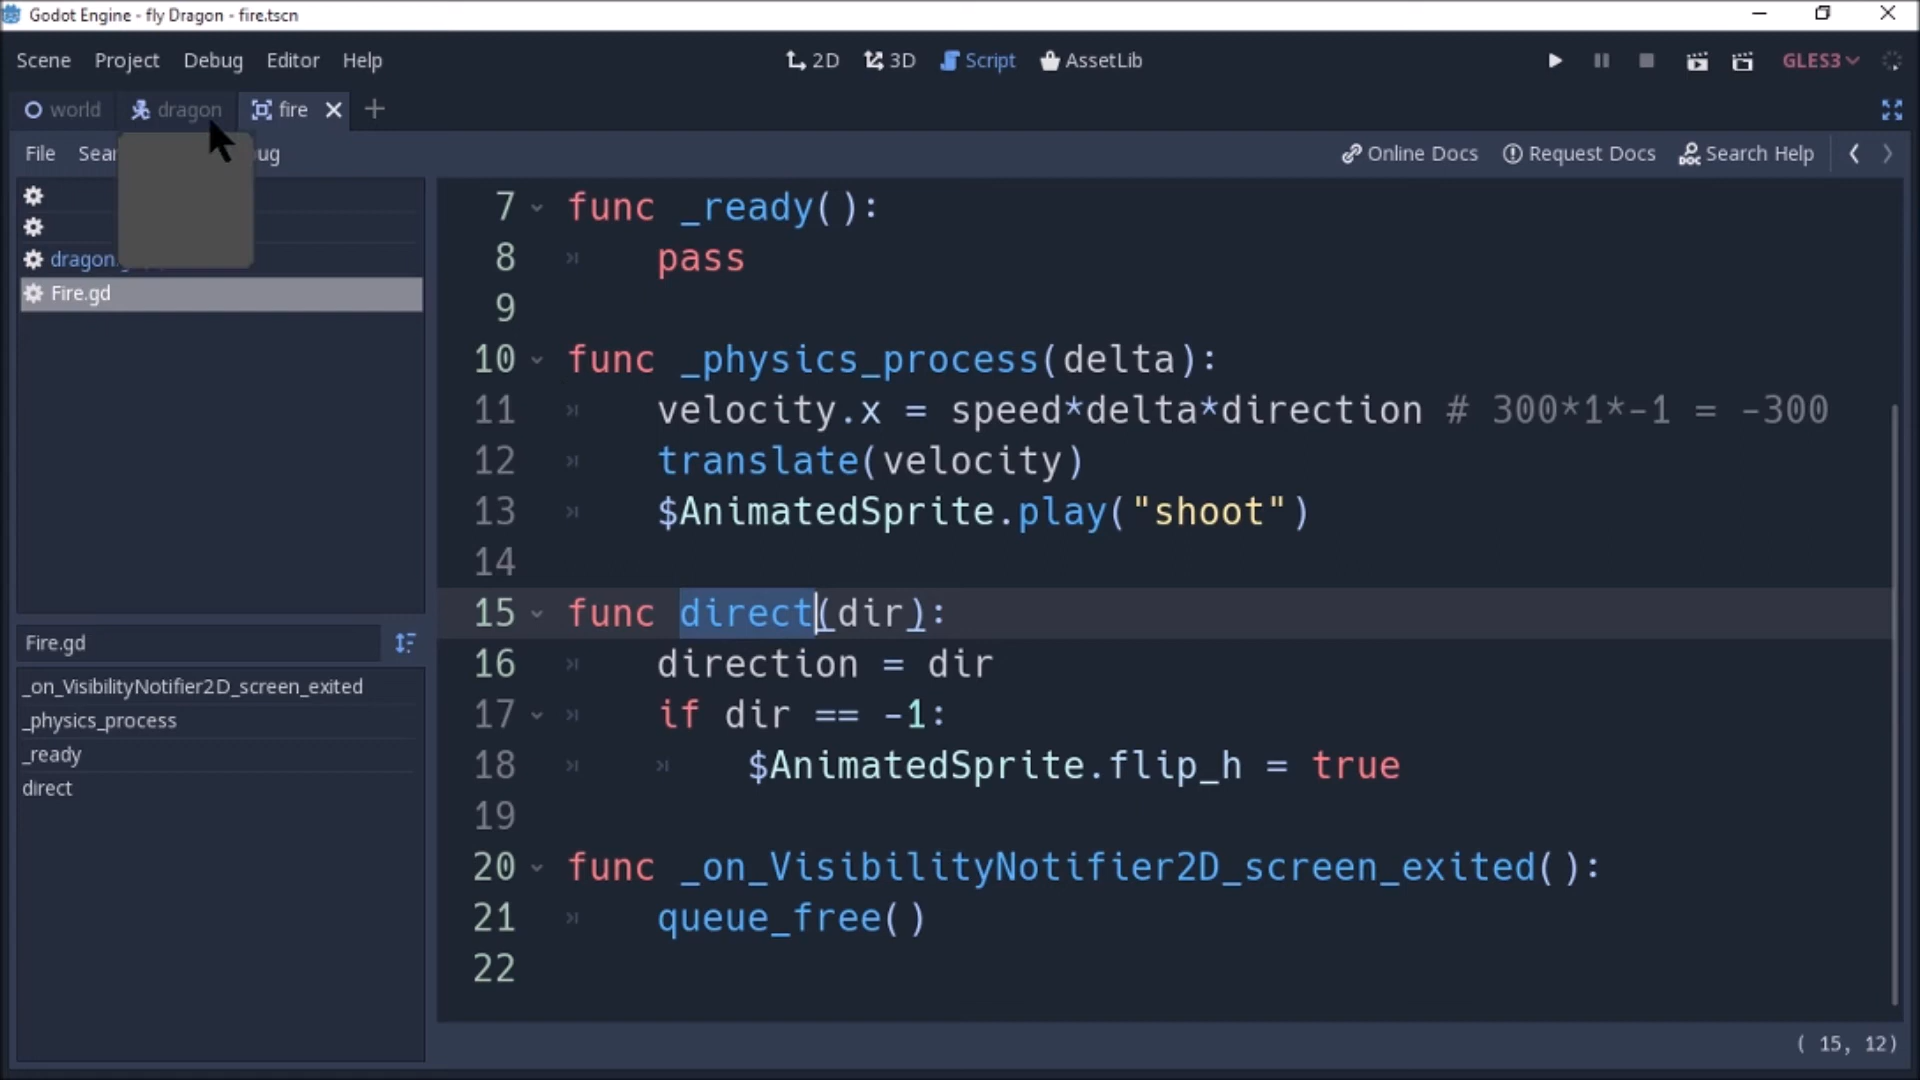 Godot Engine - fly Dragon - fire.tscn
Scene Project Debug Editor Help 2D 3D Script AssetLib GLES3
world dragon fire
File Sear ug Online Docs Request Docs Search Help
dragon.
Fire.gd
Fire.gd
_on_VisibilityNotifier2D_screen_exited
_physics_process
_ready
direct
7 func _ready():
8 pass
9
10 func _physics_process(delta):
11 velocity.x = speed*delta*direction # 300*1*-1 = -300
12 translate(velocity)
13 $AnimatedSprite.play("shoot")
14
15 func direct(dir):
16 direction = dir
17 if dir == -1:
18 $AnimatedSprite.flip_h = true
19
20 func _on_VisibilityNotifier2D_screen_exited():
21 queue_free()
22
( 15, 12)